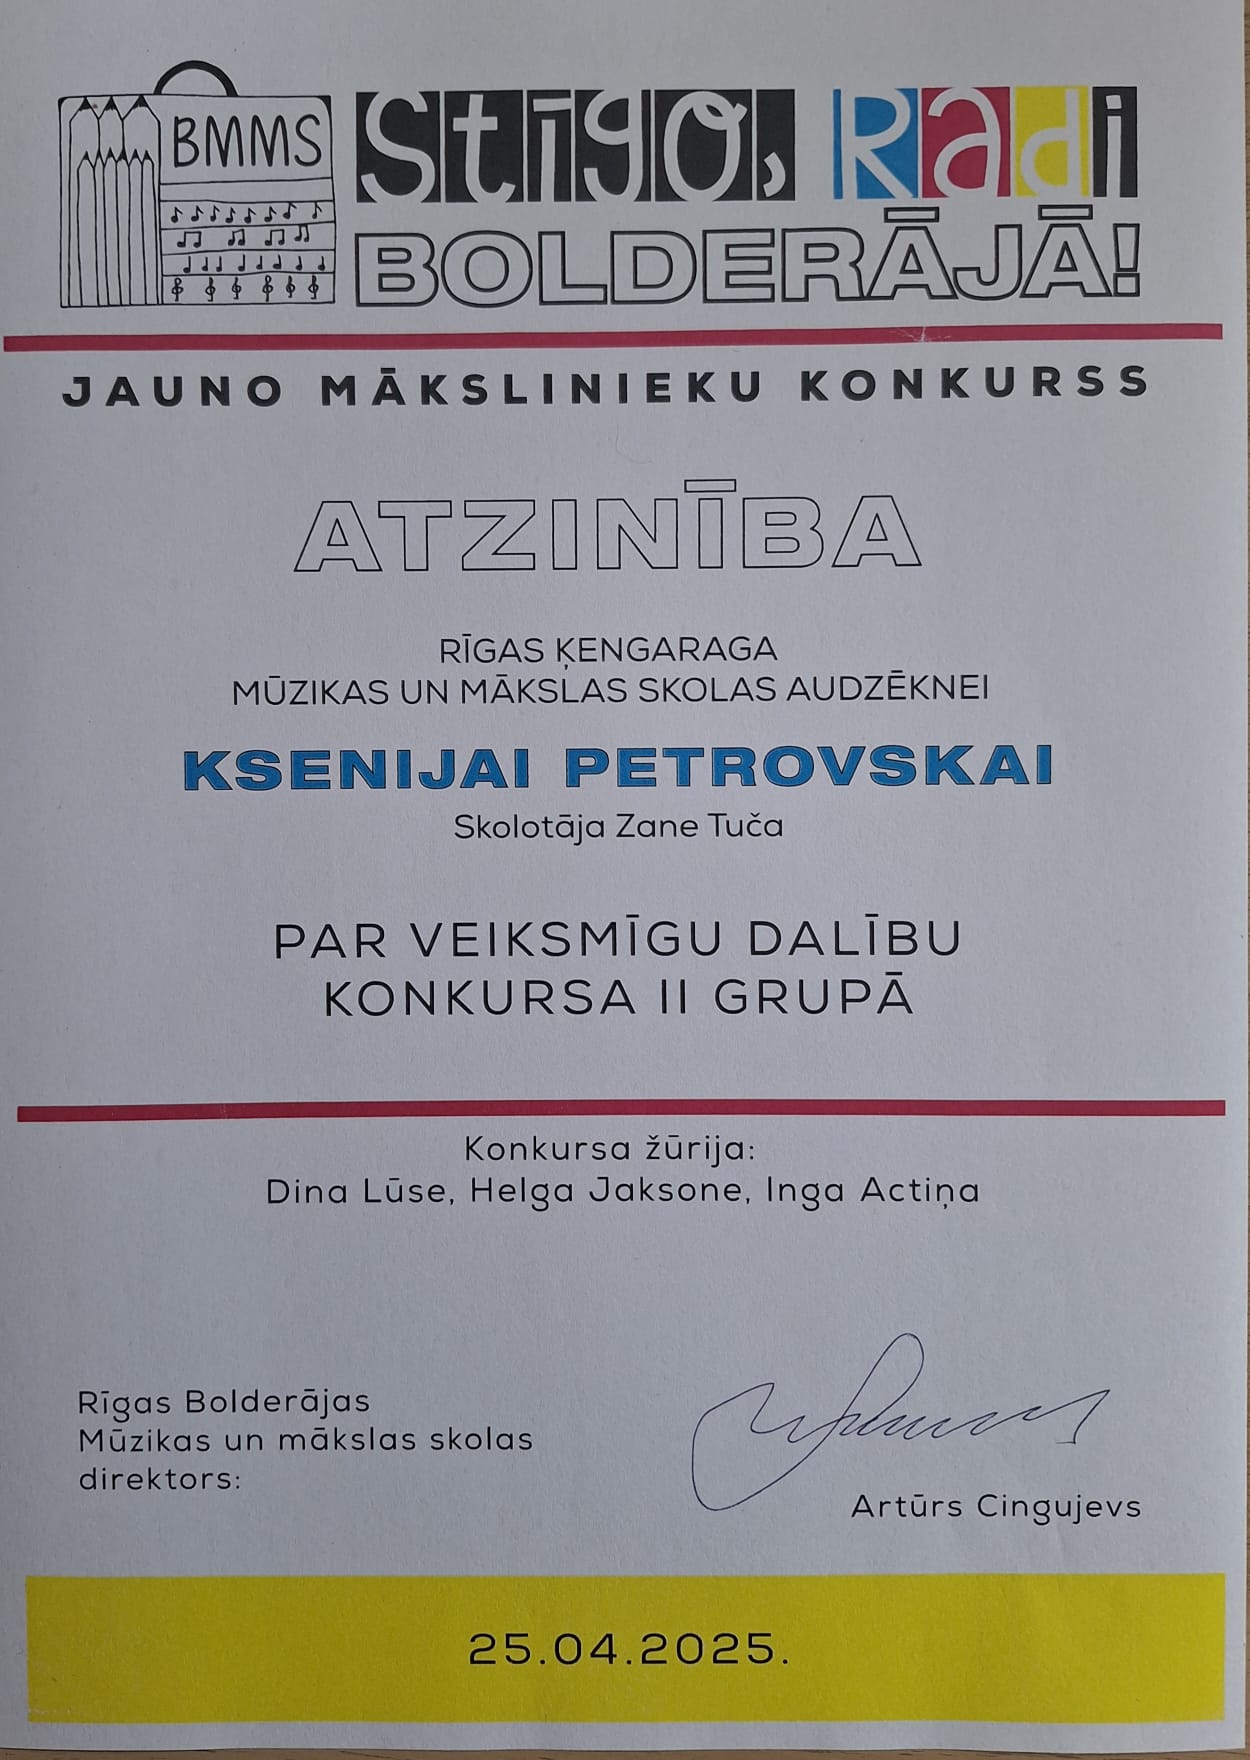 BMMS
Stīgo, Radi
BOLDERĀJĀ!
JAUNO MĀKSLINIEKU KONKURSS
ATZINĪBA
RĪGAS ĶENGARAGA
MŪZIKAS UN MĀKSLAS SKOLAS AUDZĒKNEI
KSENIJAI PETROVSKAI
Skolotāja Zane Tuča
PAR VEIKSMĪGU DALĪBU
KONKURSA II GRUPĀ
Konkursa žūrija:
Dina Lūse, Helga Jaksone, Inga Actiņa
Rīgas Bolderājas
Mūzikas un mākslas skolas
direktors:
Artūrs Cingujevs
25.04.2025.